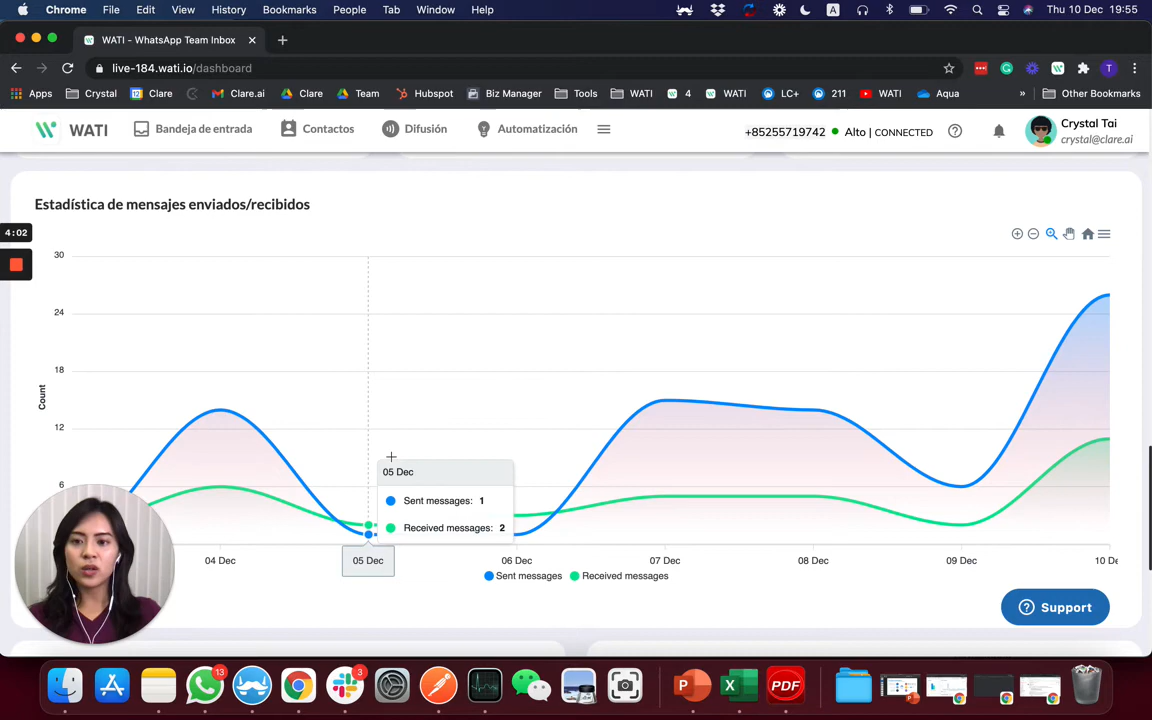 Chrome File Edit View History Bookmarks People Tab Window Help A Thu 10 Dec 19:55
WATI - WhatsApp Team Inbox
live-184.wati.io/dashboard T
Apps Crystal 12 Clare Clare.ai Clare Team Hubspot Biz Manager Tools WATI 4 WATI LC+ 211 WATI Aqua » Other Bookmarks
WATI Bandeja de entrada Contactos Difusión Automatización +85255719742 Alto | CONNECTED Crystal Tai
crystal@clare.ai
Estadística de mensajes enviados/recibidos
4:02
30
24
18
12
6
Count
05 Dec
Sent messages: 1
Received messages: 2
04 Dec 05 Dec 06 Dec 07 Dec 08 Dec 09 Dec 10 De
Sent messages Received messages
Support
13 3 P X PDF